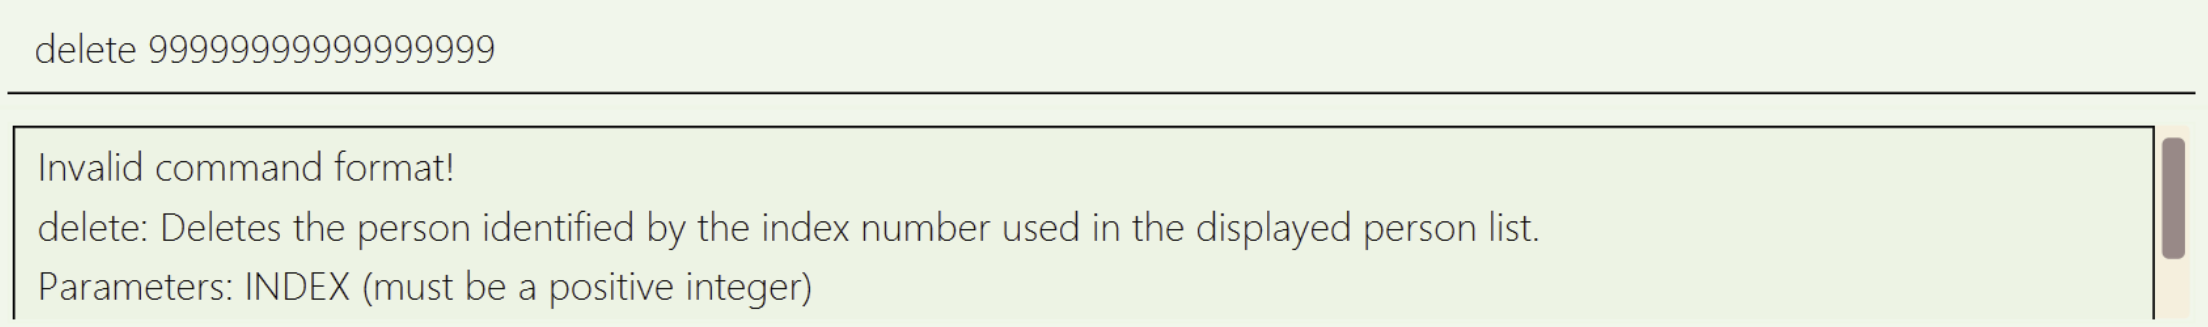 delete 99999999999999999
Invalid command format!
delete: Deletes the person identified by the index number used in the displayed person list.
Parameters: INDEX (must be a positive integer)